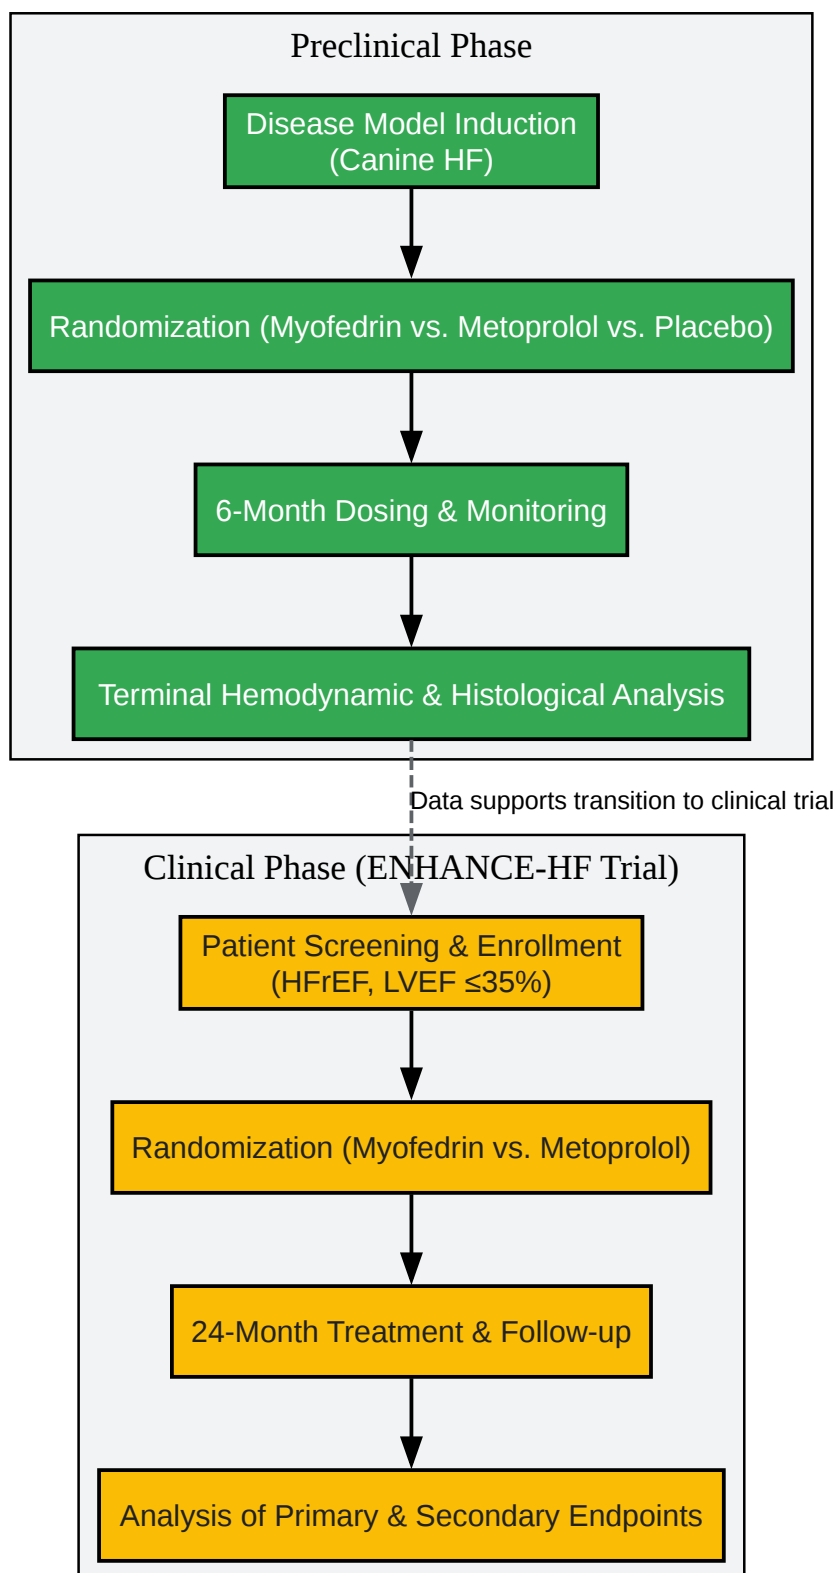 Preclinical Phase
Disease Model Induction
(Canine HF)
Randomization (Myofedrin vs. Metoprolol vs. Placebo)
6-Month Dosing & Monitoring
Terminal Hemodynamic & Histological Analysis
Data supports transition to clinical trial
Clinical Phase (ENHANCE-HF Trial)
Patient Screening & Enrollment
(HFrEF, LVEF ≤35%)
Randomization (Myofedrin vs. Metoprolol)
24-Month Treatment & Follow-up
Analysis of Primary & Secondary Endpoints